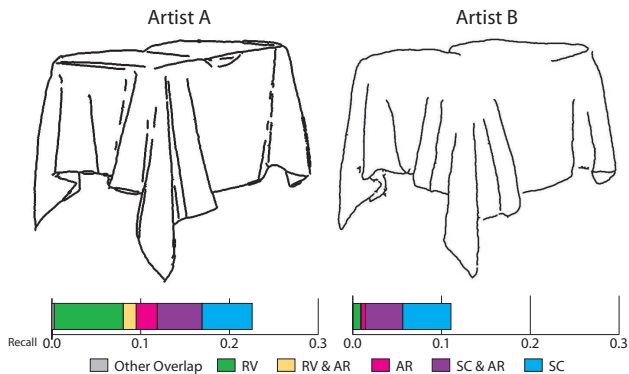 Artist A Artist B
Recall 0.0 0.1 0.2 0.3 0.0 0.1 0.2 0.3
Other Overlap RV RV & AR AR SC & AR SC